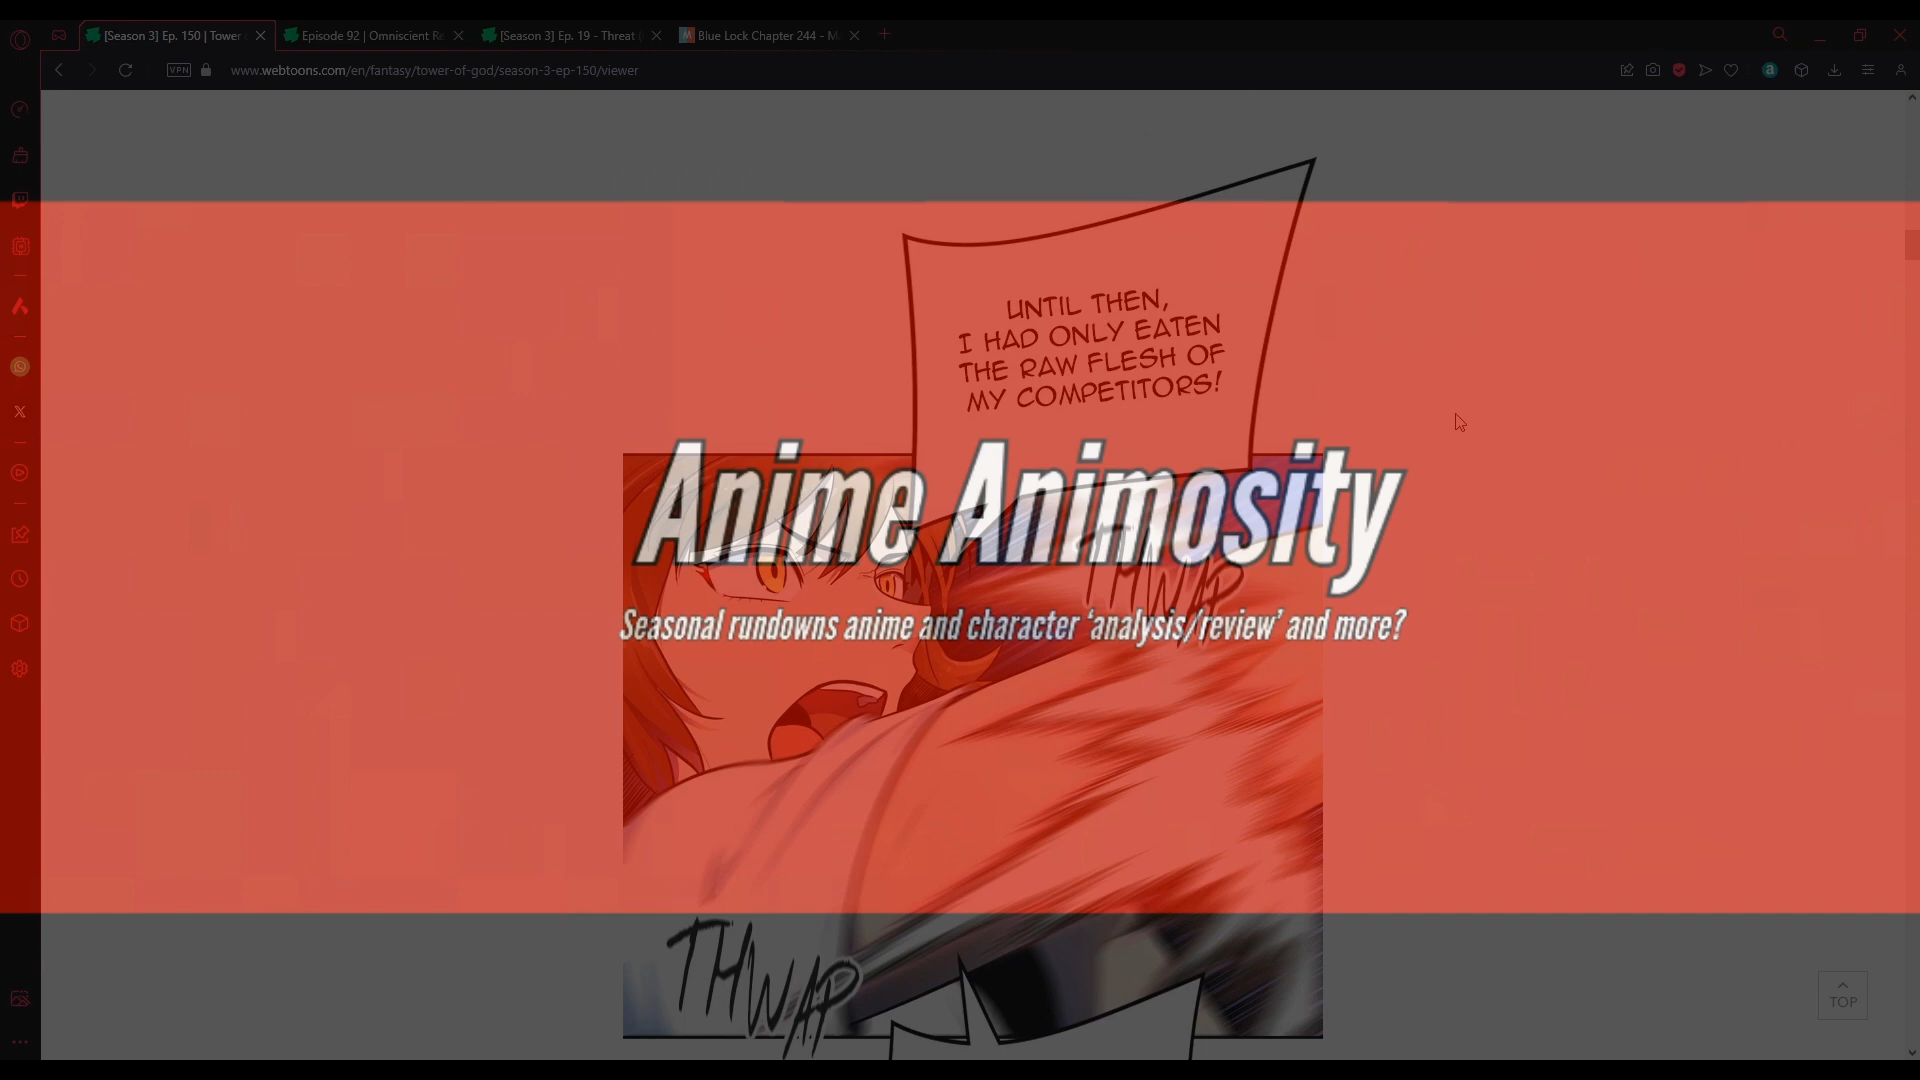 [Season 3] Ep. 150 | Tower
Episode 92 | Omniscient Re
[Season 3] Ep. 19 - Threat
Blue Lock Chapter 244 - M
VPN
www.webtoons.com/en/fantasy/tower-of-god/season-3-ep-150/viewer
UNTIL THEN,
I HAD ONLY EATEN
THE RAW FLESH OF
MY COMPETITORS!
Anime Animosity
THWAP
Seasonal rundowns anime and character ‘analysis/review’ and more?
THWAP
TOP